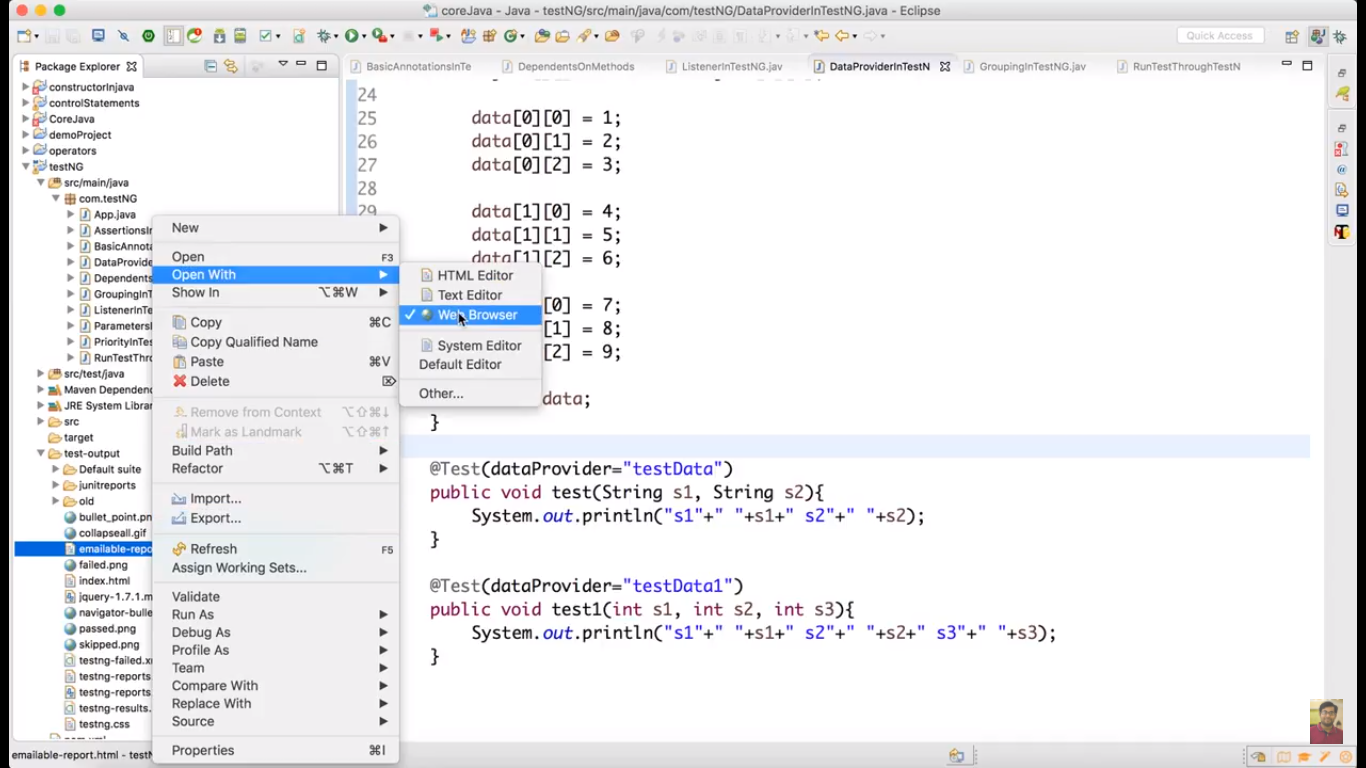 coreJava - Java - testNG/src/main/java/com/testNG/DataProviderInTestNG.java - Eclipse
Quick Access
Package Explorer
BasicAnnotationsInTe
DependentsOnMethods
ListenerInTestNG.jav
DataProviderInTestN
GroupingInTestNG.jav
RunTestThroughTestN
constructorInjava
controlStatements
CoreJava
demoProject
operators
testNG
src/main/java
com.testNG
App.java
AssertionsIn
BasicAnnota
DataProvide
Dependents
GroupingInT
ListenerInTe
ParametersI
PriorityInTe
RunTestThro
src/test/java
Maven Dependenc
JRE System Librar
src
target
test-output
Default suite
junitreports
old
bullet_point.pn
collapseall.gif
emailable-repo
failed.png
index.html
jquery-1.7.1.m
navigator-bulle
passed.png
skipped.png
testng-failed.xm
testng-reports.
testng-reports.
testng-results.
testng.css
emailable-report.html - testN
New
Open F3
Open With
Show In ⌥⌘W
Copy ⌘C
Copy Qualified Name
Paste ⌘V
Delete ⌦
Remove from Context ⌥⇧⌘↓
Mark as Landmark ⌥⇧⌘↑
Build Path
Refactor ⌥⌘T
Import...
Export...
Refresh F5
Assign Working Sets...
Validate
Run As
Debug As
Profile As
Team
Compare With
Replace With
Source
Properties ⌘I
HTML Editor
Text Editor
Web Browser
System Editor
Default Editor
Other...
24
25 data[0][0] = 1;
26 data[0][1] = 2;
27 data[0][2] = 3;
28
29 data[1][0] = 4;
data[1][1] = 5;
data[1][2] = 6;
[0] = 7;
[1] = 8;
[2] = 9;
data;
}
@Test(dataProvider="testData")
public void test(String s1, String s2){
System.out.println("s1"+" "+s1+" s2"+" "+s2);
}
@Test(dataProvider="testData1")
public void test1(int s1, int s2, int s3){
System.out.println("s1"+" "+s1+" s2"+" "+s2+" s3"+" "+s3);
}